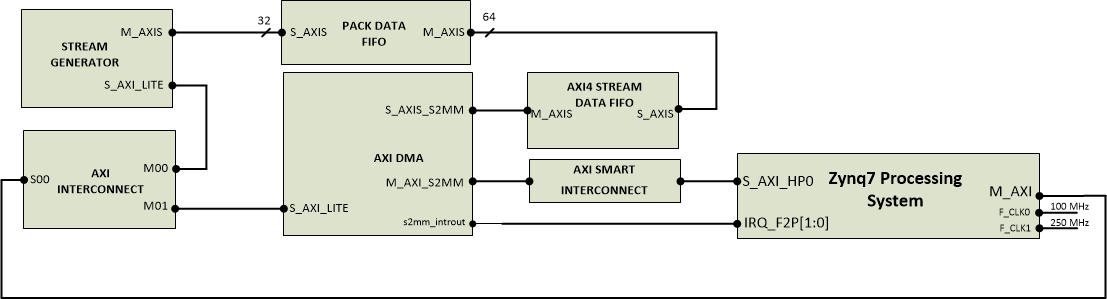 M_AXIS
STREAM
GENERATOR
S_AXI_LITE
32
S_AXIS
PACK DATA
FIFO
M_AXIS
64
AXI4 STREAM
DATA FIFO
M_AXIS
S_AXIS
S_AXIS_S2MM
AXI DMA
M_AXI_S2MM
S_AXI_LITE
s2mm_introut
S00
AXI
INTERCONNECT
M00
M01
AXI SMART
INTERCONNECT
S_AXI_HP0
Zynq7 Processing
System
M_AXI
F_CLK0
100 MHz
F_CLK1
250 MHz
IRQ_F2P[1:0]